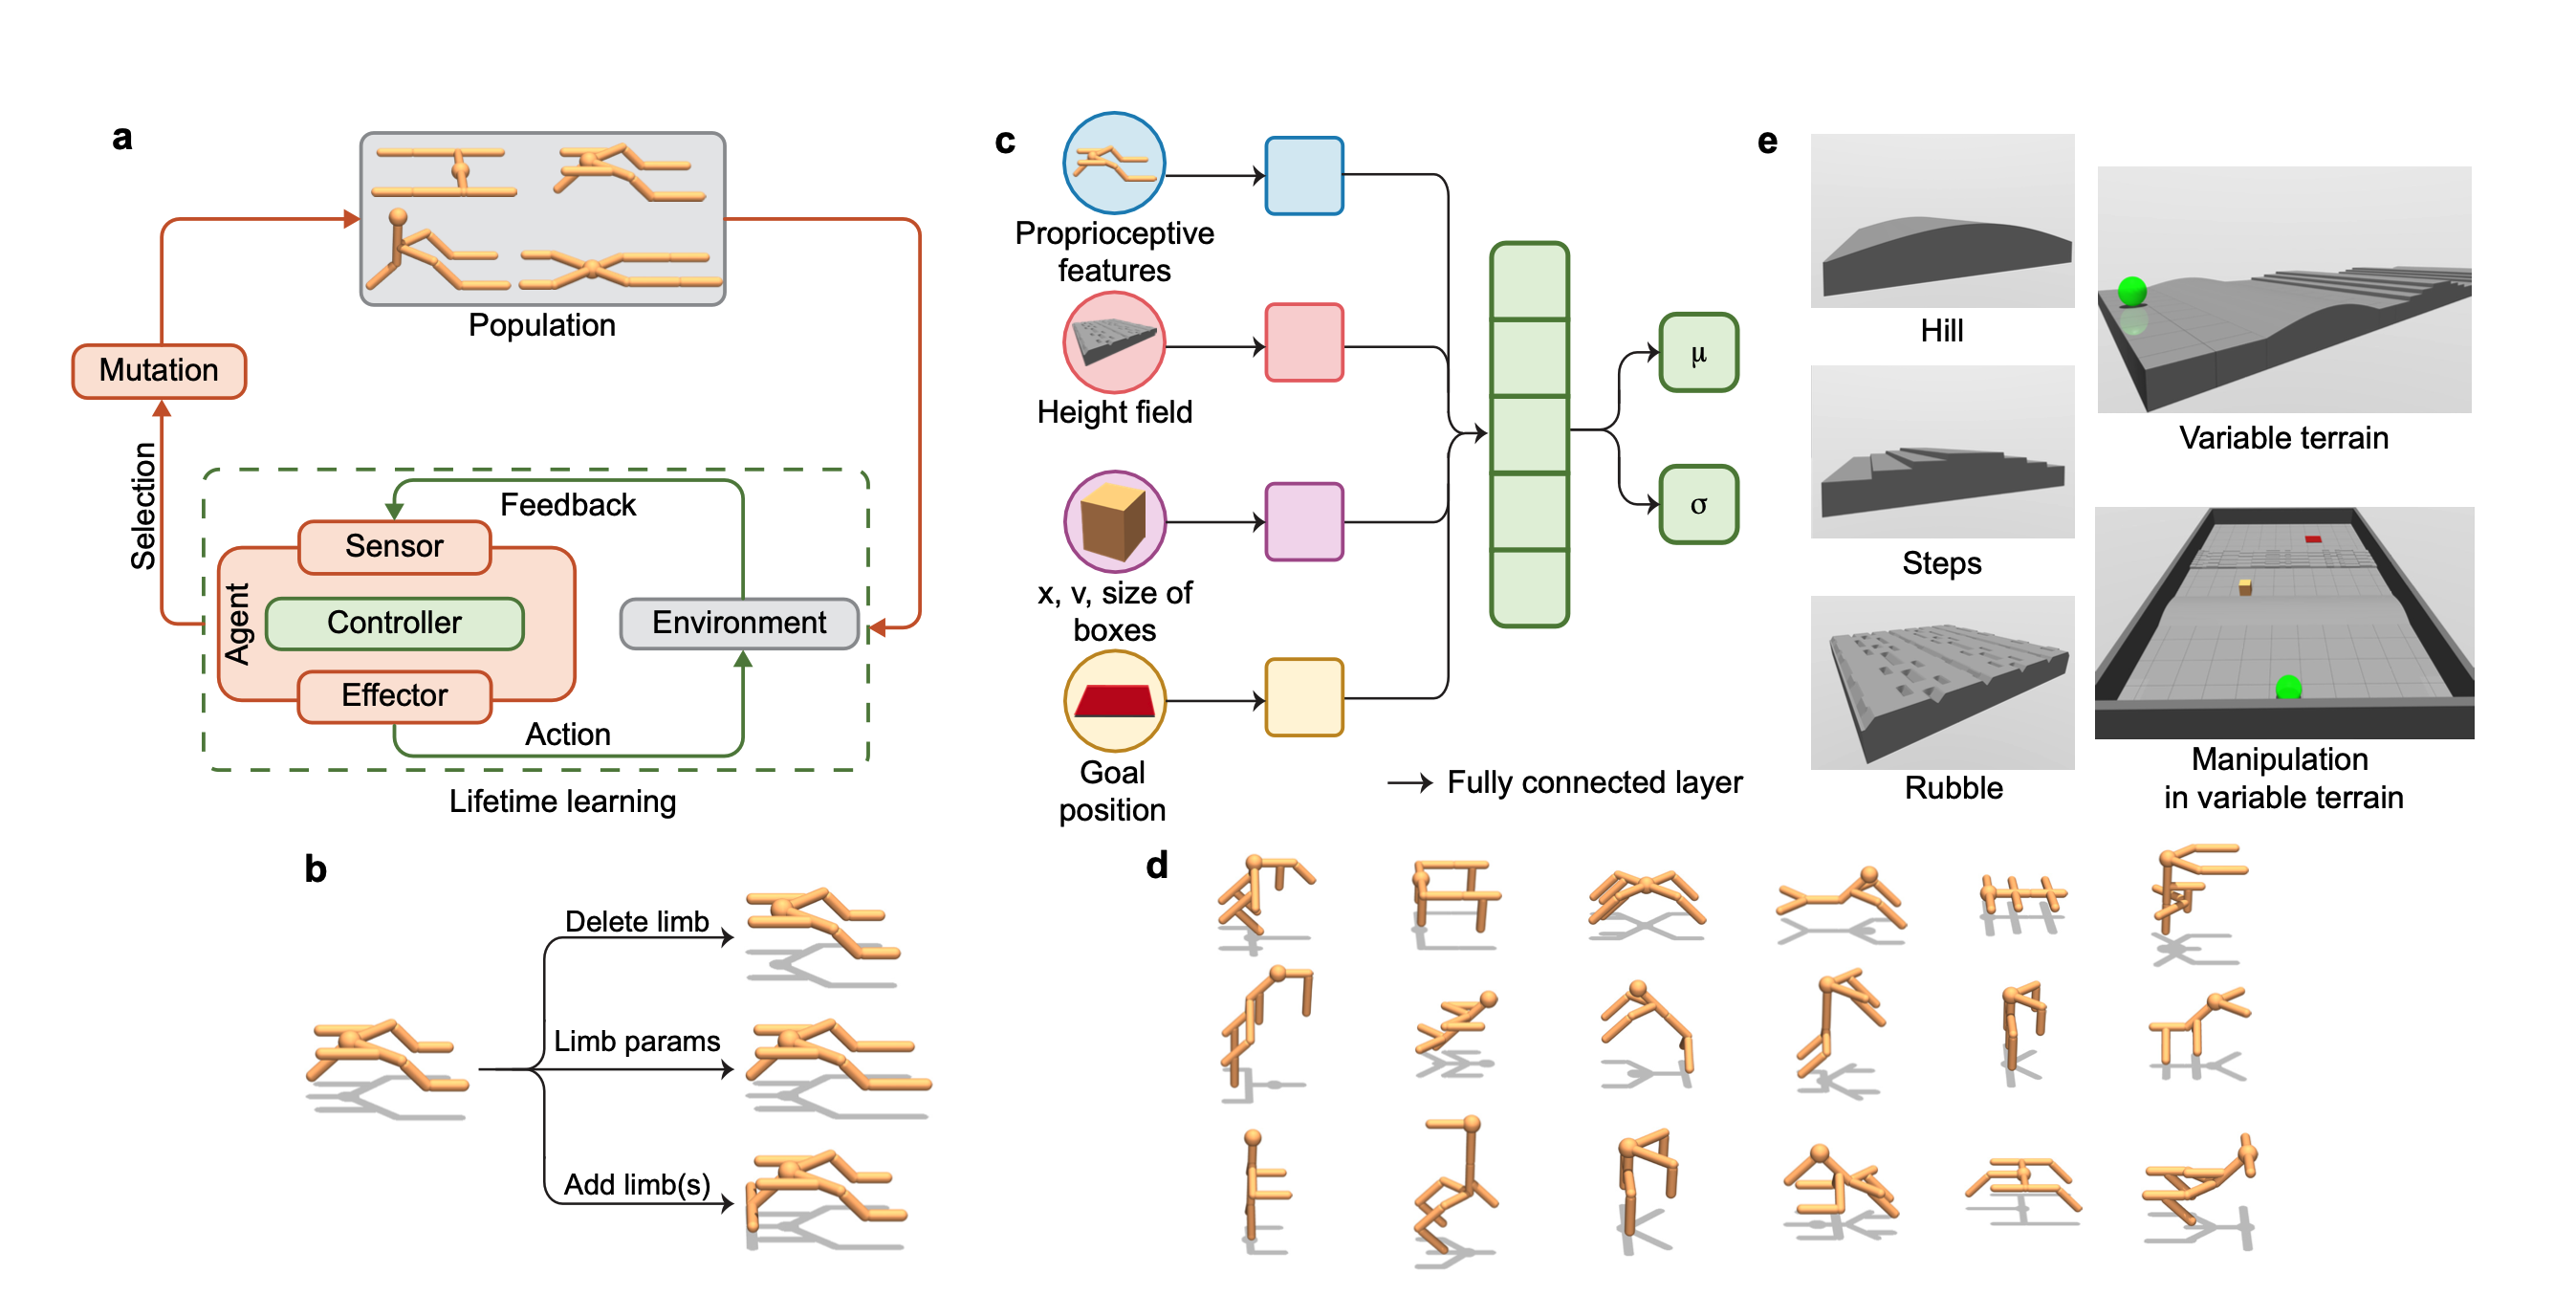 a
Population
Mutation
Selection
Feedback
Sensor
Agent
Controller
Environment
Effector
Action
Lifetime learning
b
Delete limb
Limb params
Add limb(s)
c
Proprioceptive
features
Height field
x, v, size of
boxes
Goal
position
μ
σ
Fully connected layer
d
e
Hill
Steps
Rubble
Variable terrain
Manipulation
in variable terrain